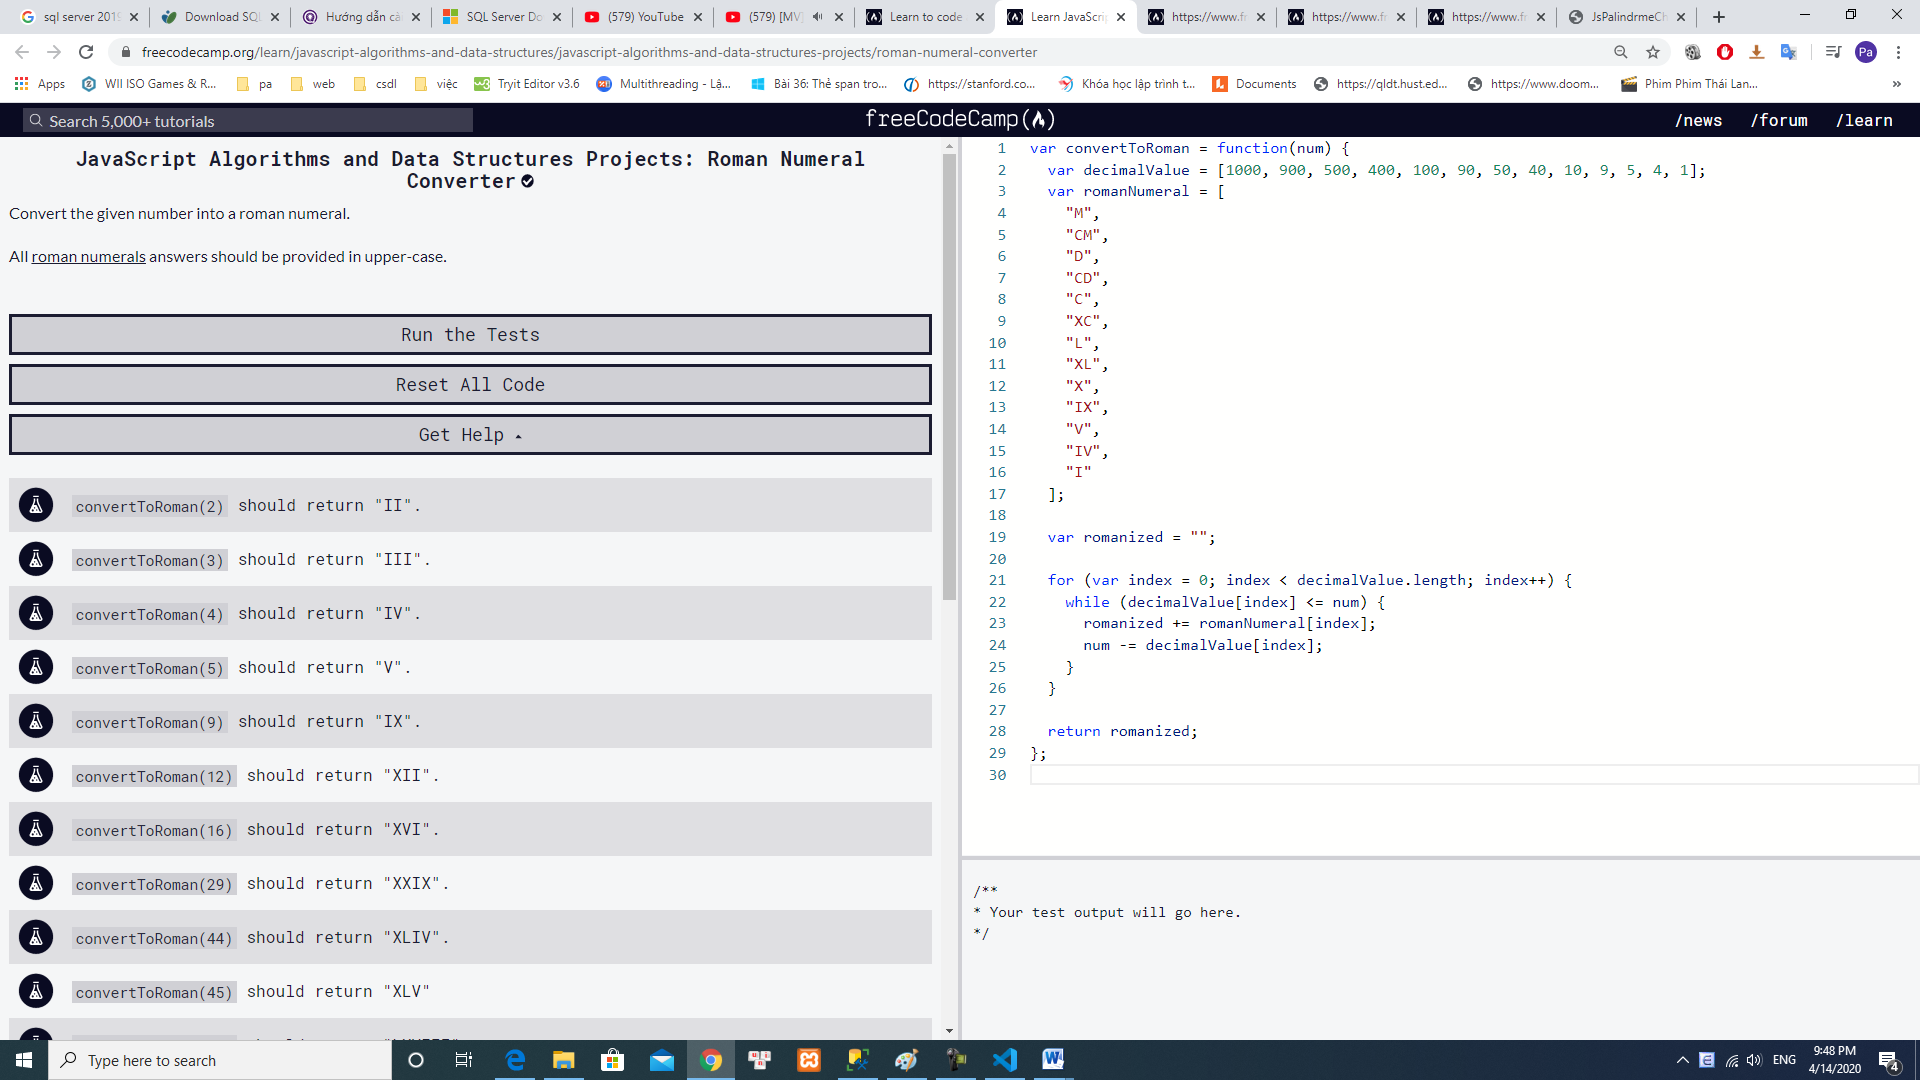 sql server 2019
Download SQL
Hướng dẫn cài
SQL Server Do
(579) YouTube
(579) [MV]
Learn to code
Learn JavaScrip
https://www.fr
https://www.fr
https://www.fr
JsPalindrmeCh
freecodecamp.org/learn/javascript-algorithms-and-data-structures/javascript-algorithms-and-data-structures-projects/roman-numeral-converter
Pa
Apps
WII ISO Games & R...
pa
web
csdl
việc
Tryit Editor v3.6
Multithreading - Lậ...
Bài 36: Thẻ span tro...
https://stanford.co...
Khóa học lập trình t...
Documents
https://qldt.hust.ed...
https://www.doom...
Phim Phim Thái Lan...
»
Search 5,000+ tutorials
freeCodeCamp
/news /forum /learn
JavaScript Algorithms and Data Structures Projects: Roman Numeral
Converter
Convert the given number into a roman numeral.
All roman numerals answers should be provided in upper-case.
Run the Tests
Reset All Code
Get Help
convertToRoman(2) should return "II".
convertToRoman(3) should return "III".
convertToRoman(4) should return "IV".
convertToRoman(5) should return "V".
convertToRoman(9) should return "IX".
convertToRoman(12) should return "XII".
convertToRoman(16) should return "XVI".
convertToRoman(29) should return "XXIX".
convertToRoman(44) should return "XLIV".
convertToRoman(45) should return "XLV"
1 var convertToRoman = function(num) {
2 var decimalValue = [1000, 900, 500, 400, 100, 90, 50, 40, 10, 9, 5, 4, 1];
3 var romanNumeral = [
4 "M",
5 "CM",
6 "D",
7 "CD",
8 "C",
9 "XC",
10 "L",
11 "XL",
12 "X",
13 "IX",
14 "V",
15 "IV",
16 "I"
17 ];
18
19 var romanized = "";
20
21 for (var index = 0; index < decimalValue.length; index++) {
22 while (decimalValue[index] <= num) {
23 romanized += romanNumeral[index];
24 num -= decimalValue[index];
25 }
26 }
27
28 return romanized;
29 };
30
/**
* Your test output will go here.
*/
Type here to search
ENG
9:48 PM
4/14/2020
4